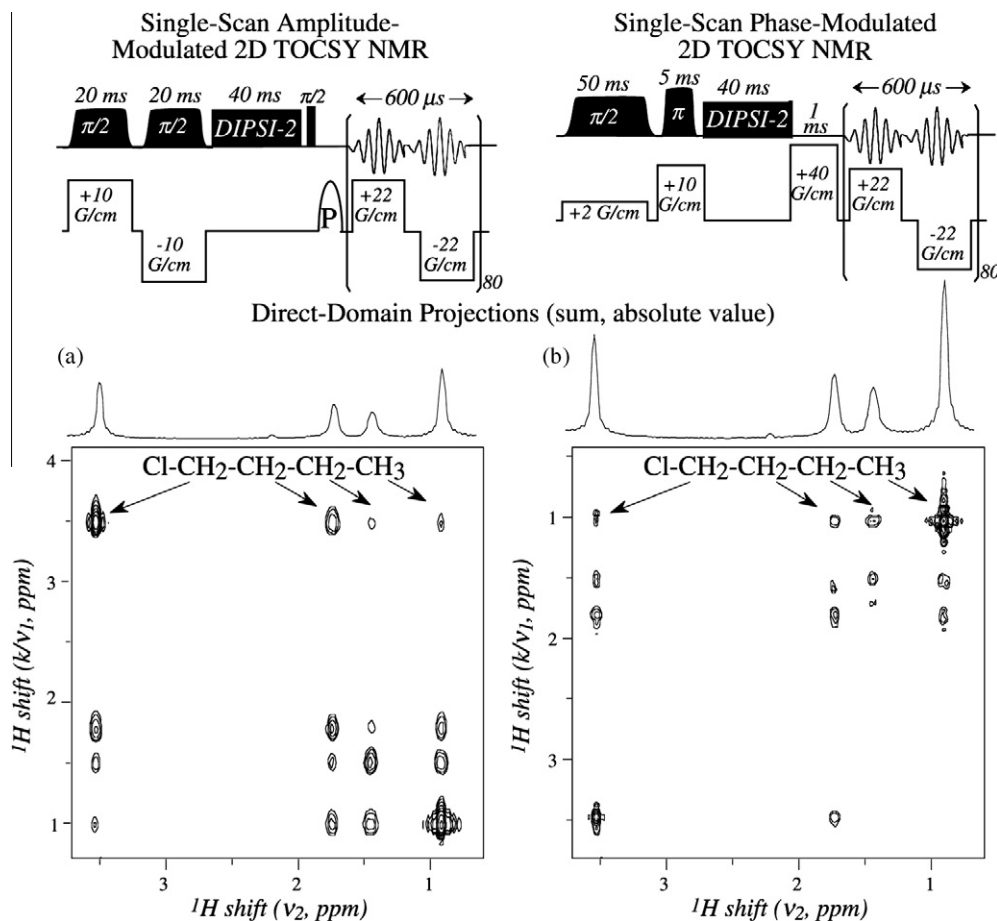 Single-Scan Amplitude-
Modulated 2D TOCSY NMR
20 ms
20 ms
40 ms
π/2
600 μs
π/2
π/2
DIPSI-2
+10
G/cm
-10
G/cm
P
+22
G/cm
-22
G/cm
80
Single-Scan Phase-Modulated
2D TOCSY NMR
50 ms
5 ms
40 ms
1
ms
600 μs
π/2
π
DIPSI-2
+2 G/cm
+10
G/cm
+40
G/cm
+22
G/cm
-22
G/cm
80
Direct-Domain Projections (sum, absolute value)
(a)
Cl-CH2-CH2-CH2-CH3
4
3
2
1
1H shift (k/ν1, ppm)
3
2
1
1H shift (ν2, ppm)
(b)
Cl-CH2-CH2-CH2-CH3
1
2
3
1H shift (k/ν1, ppm)
3
2
1
1H shift (ν2, ppm)